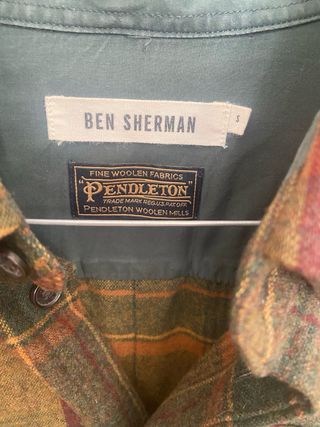 BEN SHERMAN
S
FINE WOOLEN FABRICS
"PENDLETON"
TRADE MARK REG.U.S.PAT.OFF.
PENDLETON WOOLEN MILLS